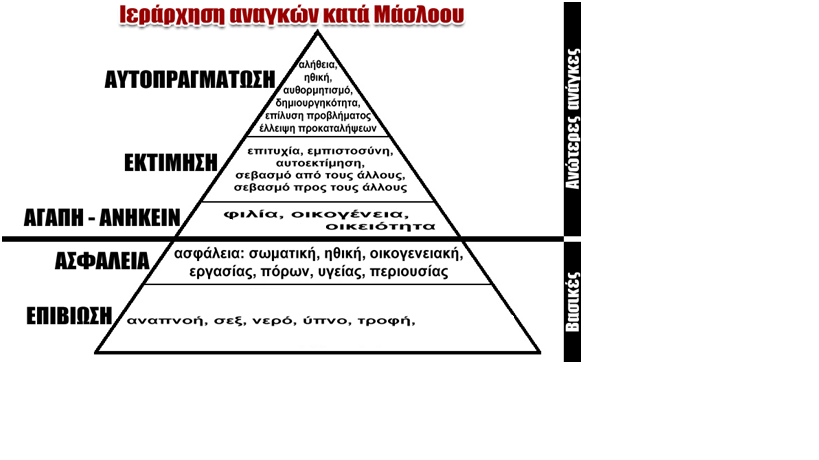 Ιεράρχηση αναγκών κατά Μάσλοου
ΑΥΤΟΠΡΑΓΜΑΤΩΣΗ
αλήθεια,
ηθική,
αυθορμητισμό,
δημιουργηκότητα,
επίλυση προβλήματος
έλλειψη προκαταλήψεων
ΕΚΤΙΜΗΣΗ
επιτυχία, εμπιστοσύνη,
αυτοεκτίμηση,
σεβασμό από τους άλλους,
σεβασμό προς τους άλλους
ΑΓΑΠΗ - ΑΝΗΚΕΙΝ
φιλία, οικογένεια,
οικειότητα
Ανώτερες ανάγκες
ΑΣΦΑΛΕΙΑ
ασφάλεια: σωματική, ηθική, οικογενειακή,
εργασίας, πόρων, υγείας, περιουσίας
ΕΠΙΒΙΩΣΗ
αναπνοή, σεξ, νερό, ύπνο, τροφή,
Βασικές